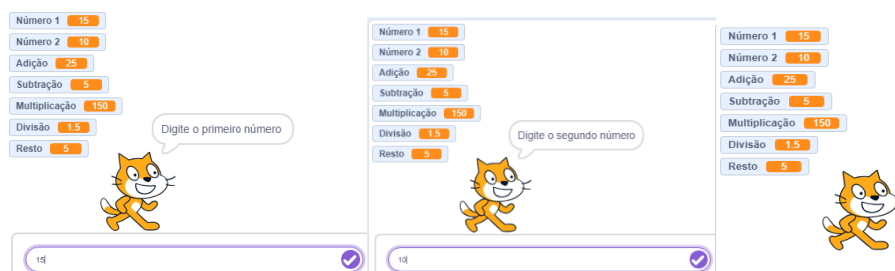 Número 1 15
Número 2 10
Adição 25
Subtração 5
Multiplicação 150
Divisão 1.5
Resto 5
Digite o primeiro número
15
Número 1 15
Número 2 10
Adição 25
Subtração 5
Multiplicação 150
Divisão 1.5
Resto 5
Digite o segundo número
10
Número 1 15
Número 2 10
Adição 25
Subtração 5
Multiplicação 150
Divisão 1.5
Resto 5